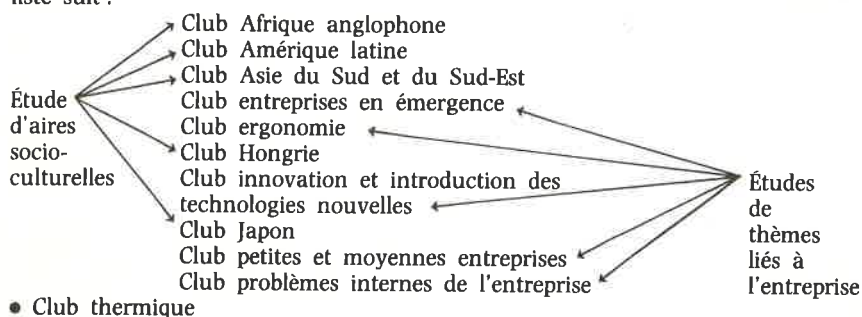 liste suit :
Club Afrique anglophone
Club Amérique latine
Club Asie du Sud et du Sud-Est
Club entreprises en émergence
Club ergonomie
Club Hongrie
Club innovation et introduction des
technologies nouvelles
Club Japon
Club petites et moyennes entreprises
Club problèmes internes de l'entreprise
Étude
d'aires
socio-
culturelles
Études
de
thèmes
liés à
l'entreprise
● Club thermique